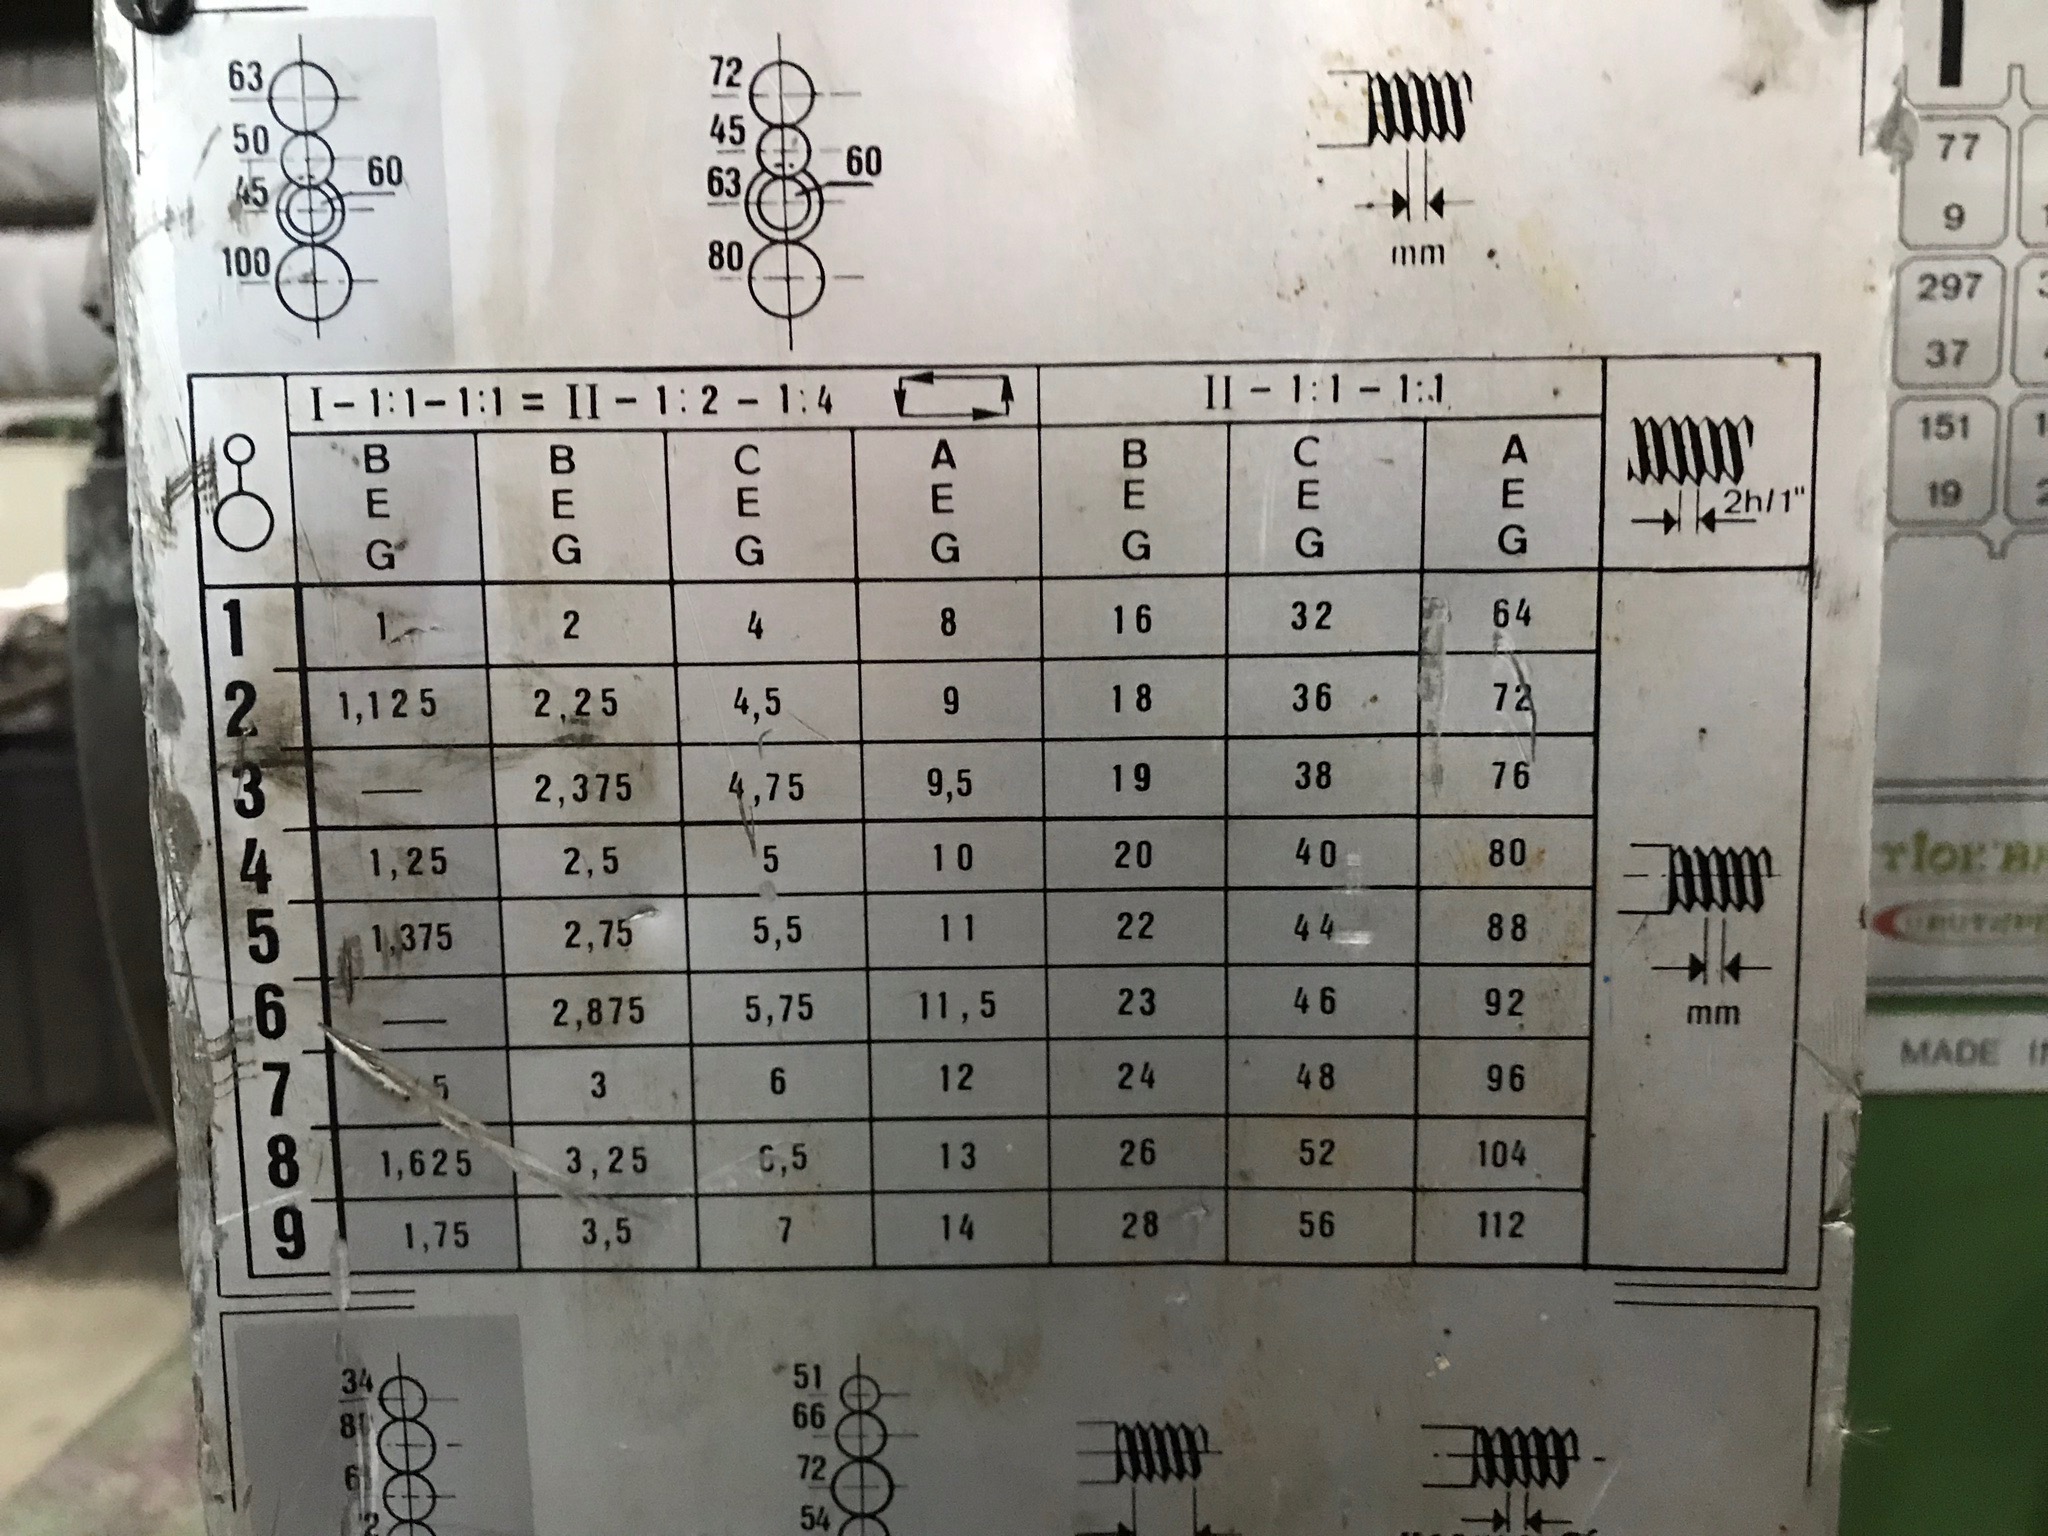 63
50
45 60
100
72
45
63 60
80
mm
I – 1:1 – 1:1 = II – 1:2 – 1:4
II – 1:1 – 1:1
B B C A B C A
E E E E E E E
G G G G G G G
2h/1"
1 1 2 4 8 16 32 64
2 1,125 2,25 4,5 9 18 36 72
3 — 2,375 4,75 9,5 19 38 76
4 1,25 2,5 5 10 20 40 80
5 1,375 2,75 5,5 11 22 44 88
6 — 2,875 5,75 11,5 23 46 92
7 5 3 6 12 24 48 96
8 1,625 3,25 6,5 13 26 52 104
9 1,75 3,5 7 14 28 56 112
mm
34
51
66
72
54
77
9
297
37
151
19
MADE